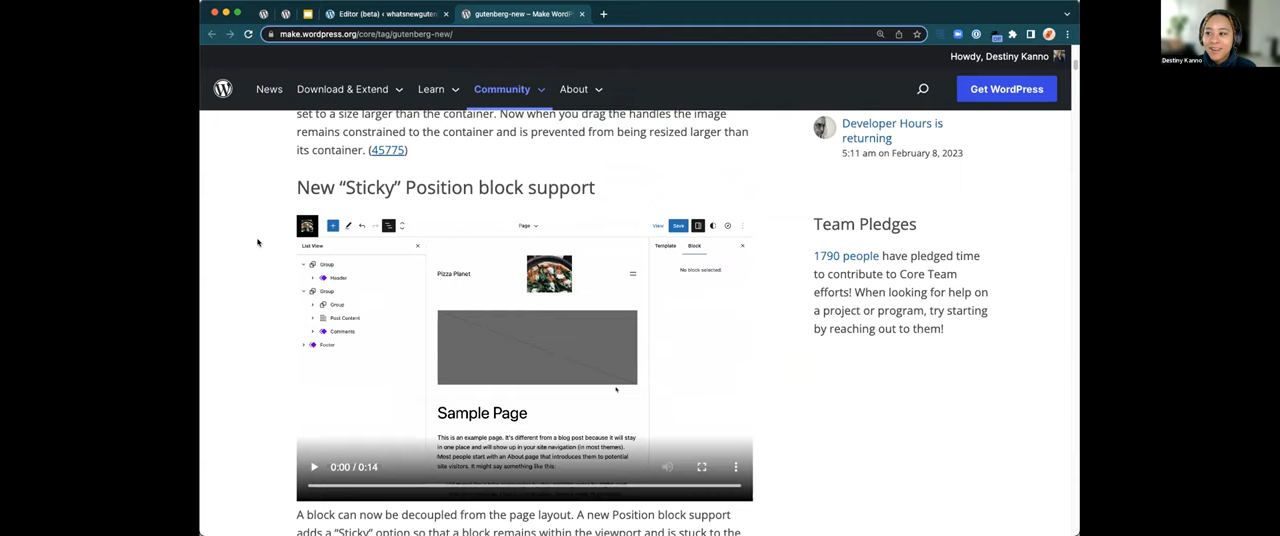 Editor (beta) ‹ whatsnewguten
gutenberg-new – Make WordP
make.wordpress.org/core/tag/gutenberg-new/
Howdy, Destiny Kanno
Destiny Kanno
News
Download & Extend
Learn
Community
About
Get WordPress
set to a size larger than the container. Now when you drag the handles the image
remains constrained to the container and is prevented from being resized larger than
its container. (45775)
Developer Hours is
returning
5:11 am on February 8, 2023
New “Sticky” Position block support
Page
View
Save
List View
Template
Block
No block selected.
Group
Header
Group
Group
Post Content
Comments
Footer
Pizza Planet
Sample Page
This is an example page. It's different from a blog post because it will stay
in one place and will show up in your site navigation (in most themes).
Most people start with an About page that introduces them to potential
site visitors. It might say something like this:
0:00 / 0:14
Team Pledges
1790 people have pledged time
to contribute to Core Team
efforts! When looking for help on
a project or program, try starting
by reaching out to them!
A block can now be decoupled from the page layout. A new Position block support
adds a “Sticky” option so that a block remains within the viewport and is stuck to the